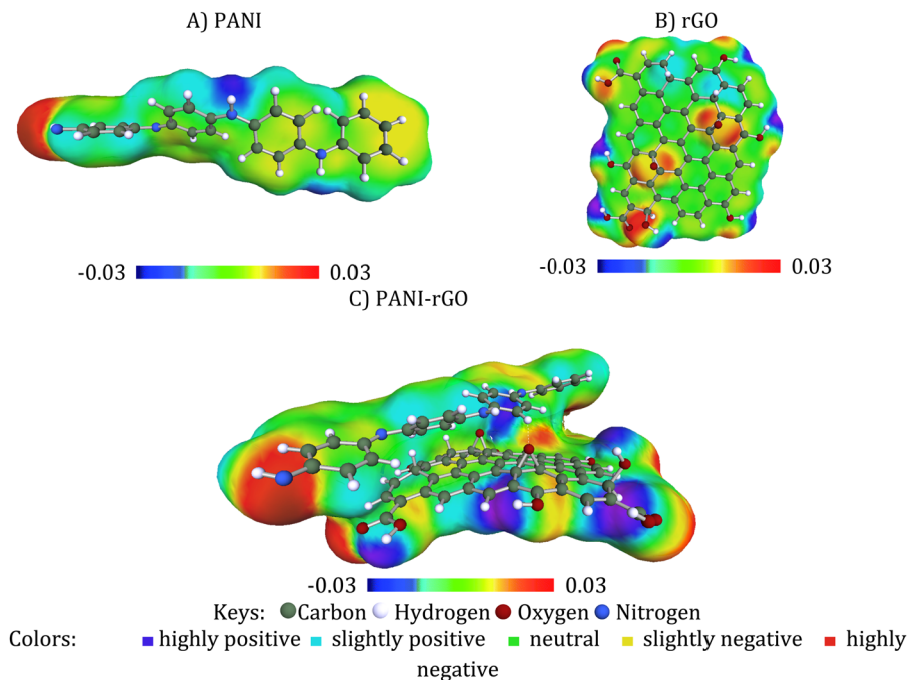 A) PANI
B) rGO
-0.03 0.03
-0.03 0.03
C) PANI-rGO
-0.03 0.03
Keys: Carbon Hydrogen Oxygen Nitrogen
Colors: highly positive slightly positive neutral slightly negative highly
negative